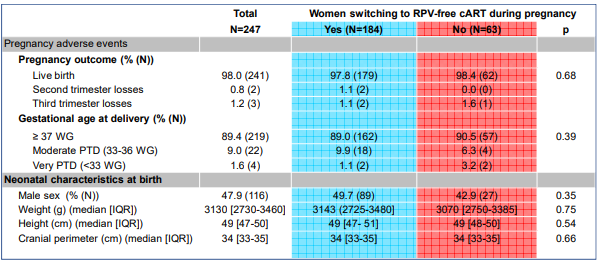 Total Women switching to RPV-free cART during pregnancy
N=247 Yes (N=184) No (N=63) p
Pregnancy adverse events
Pregnancy outcome (% (N))
Live birth 98.0 (241) 97.8 (179) 98.4 (62) 0.68
Second trimester losses 0.8 (2) 1.1 (2) 0.0 (0)
Third trimester losses 1.2 (3) 1.1 (2) 1.6 (1)
Gestational age at delivery (% (N))
≥ 37 WG 89.4 (219) 89.0 (162) 90.5 (57) 0.39
Moderate PTD (33-36 WG) 9.0 (22) 9.9 (18) 6.3 (4)
Very PTD (<33 WG) 1.6 (4) 1.1 (2) 3.2 (2)
Neonatal characteristics at birth
Male sex (% (N)) 47.9 (116) 49.7 (89) 42.9 (27) 0.35
Weight (g) (median [IQR]) 3130 [2730-3460] 3143 (2725-3480] 3070 [2750-3385] 0.75
Height (cm) (median [IQR]) 49 [47-50] 49 [47- 51] 49 [48-50] 0.54
Cranial perimeter (cm) (median [IQR]) 34 [33-35] 34 [33-35] 34 [33-35] 0.66